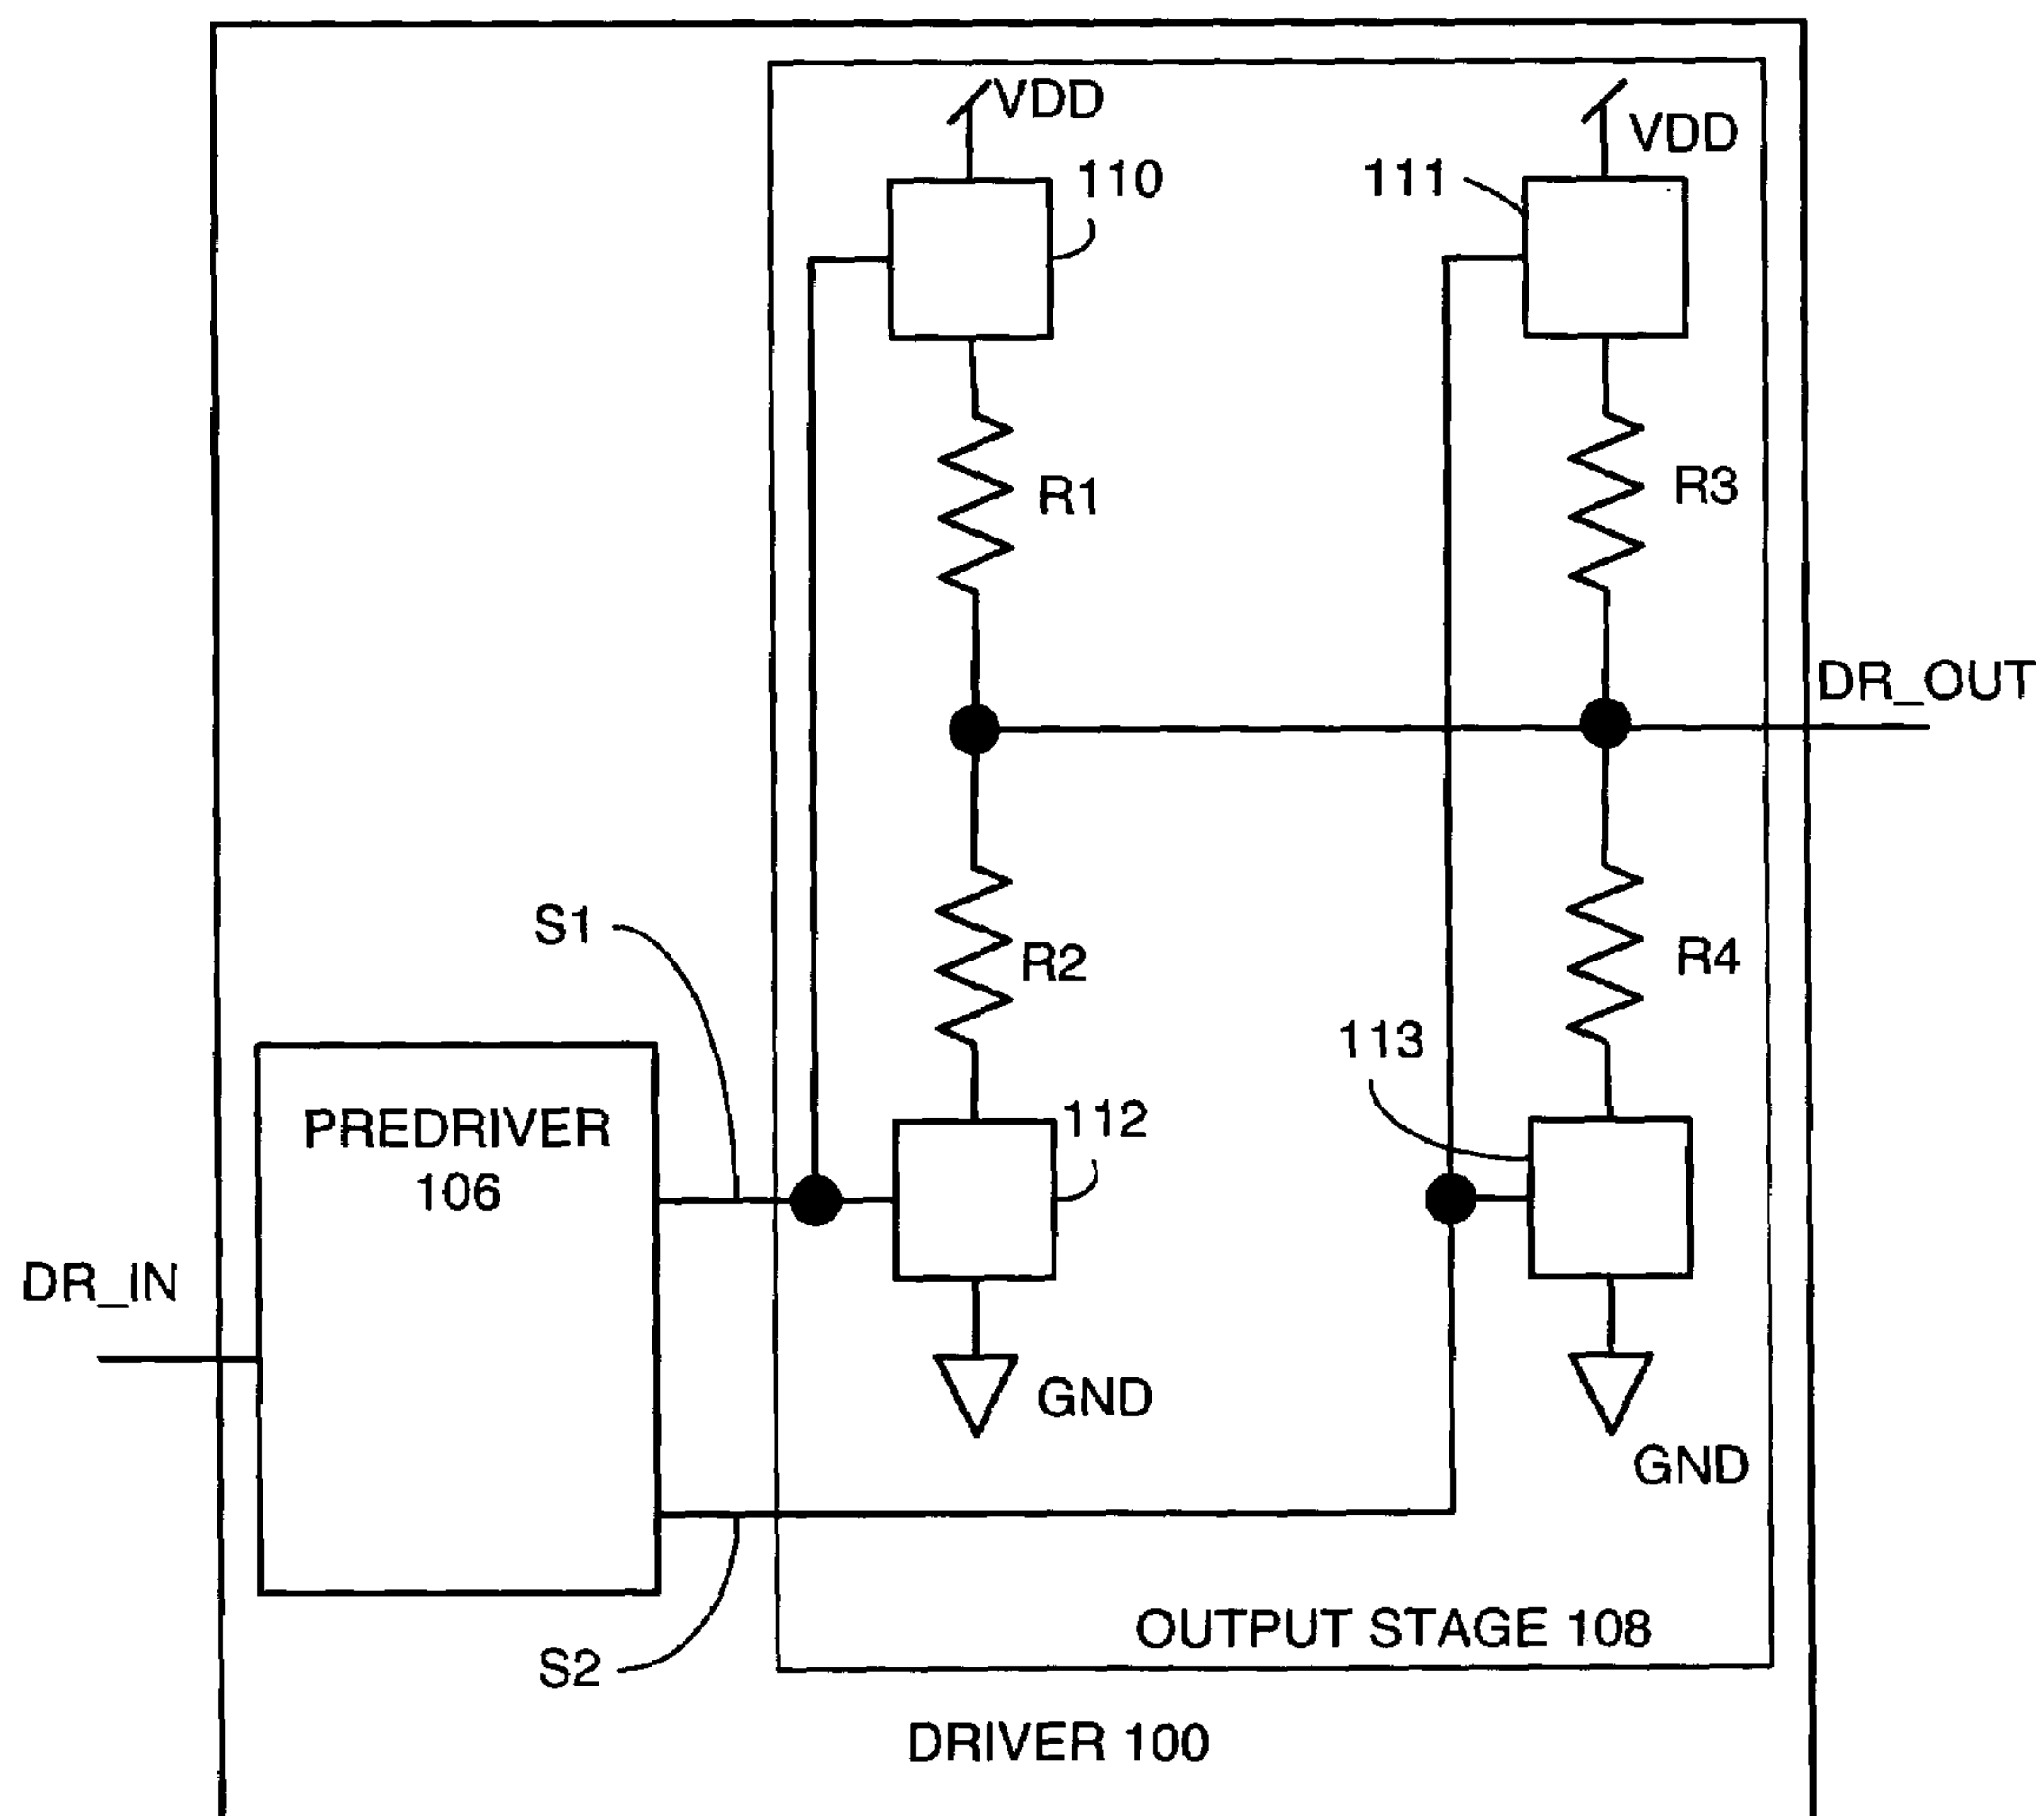 VDD
VDD
110
111
R1
R3
DR_OUT
S1
R2
R4
113
112
PREDRIVER
106
DR_IN
GND
GND
OUTPUT STAGE 108
S2
DRIVER 100